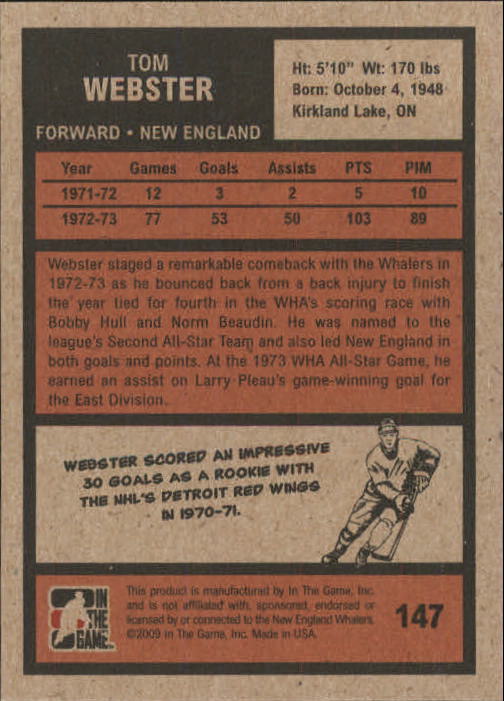 TOM
WEBSTER
FORWARD • NEW ENGLAND
Ht: 5'10" Wt: 170 lbs
Born: October 4, 1948
Kirkland Lake, ON
Year Games Goals Assists PTS PIM
1971-72 12 3 2 5 10
1972-73 77 53 50 103 89
Webster staged a remarkable comeback with the Whalers in
1972-73 as he bounced back from a back injury to finish
the year tied for fourth in the WHA's scoring race with
Bobby Hull and Norm Beaudin. He was named to the
league's Second All-Star Team and also led New England in
both goals and points. At the 1973 WHA All-Star Game, he
earned an assist on Larry Pleau's game-winning goal for
the East Division.
WEBSTER SCORED AN IMPRESSIVE
30 GOALS AS A ROOKIE WITH
THE NHL'S DETROIT RED WINGS
IN 1970-71.
IN
THE
GAME
This product is manufactured by In The Game, Inc.
and is not affiliated with, sponsored, endorsed or
licensed by or connected to the New England Whalers.
©2009 In The Game, Inc. Made in USA.
147